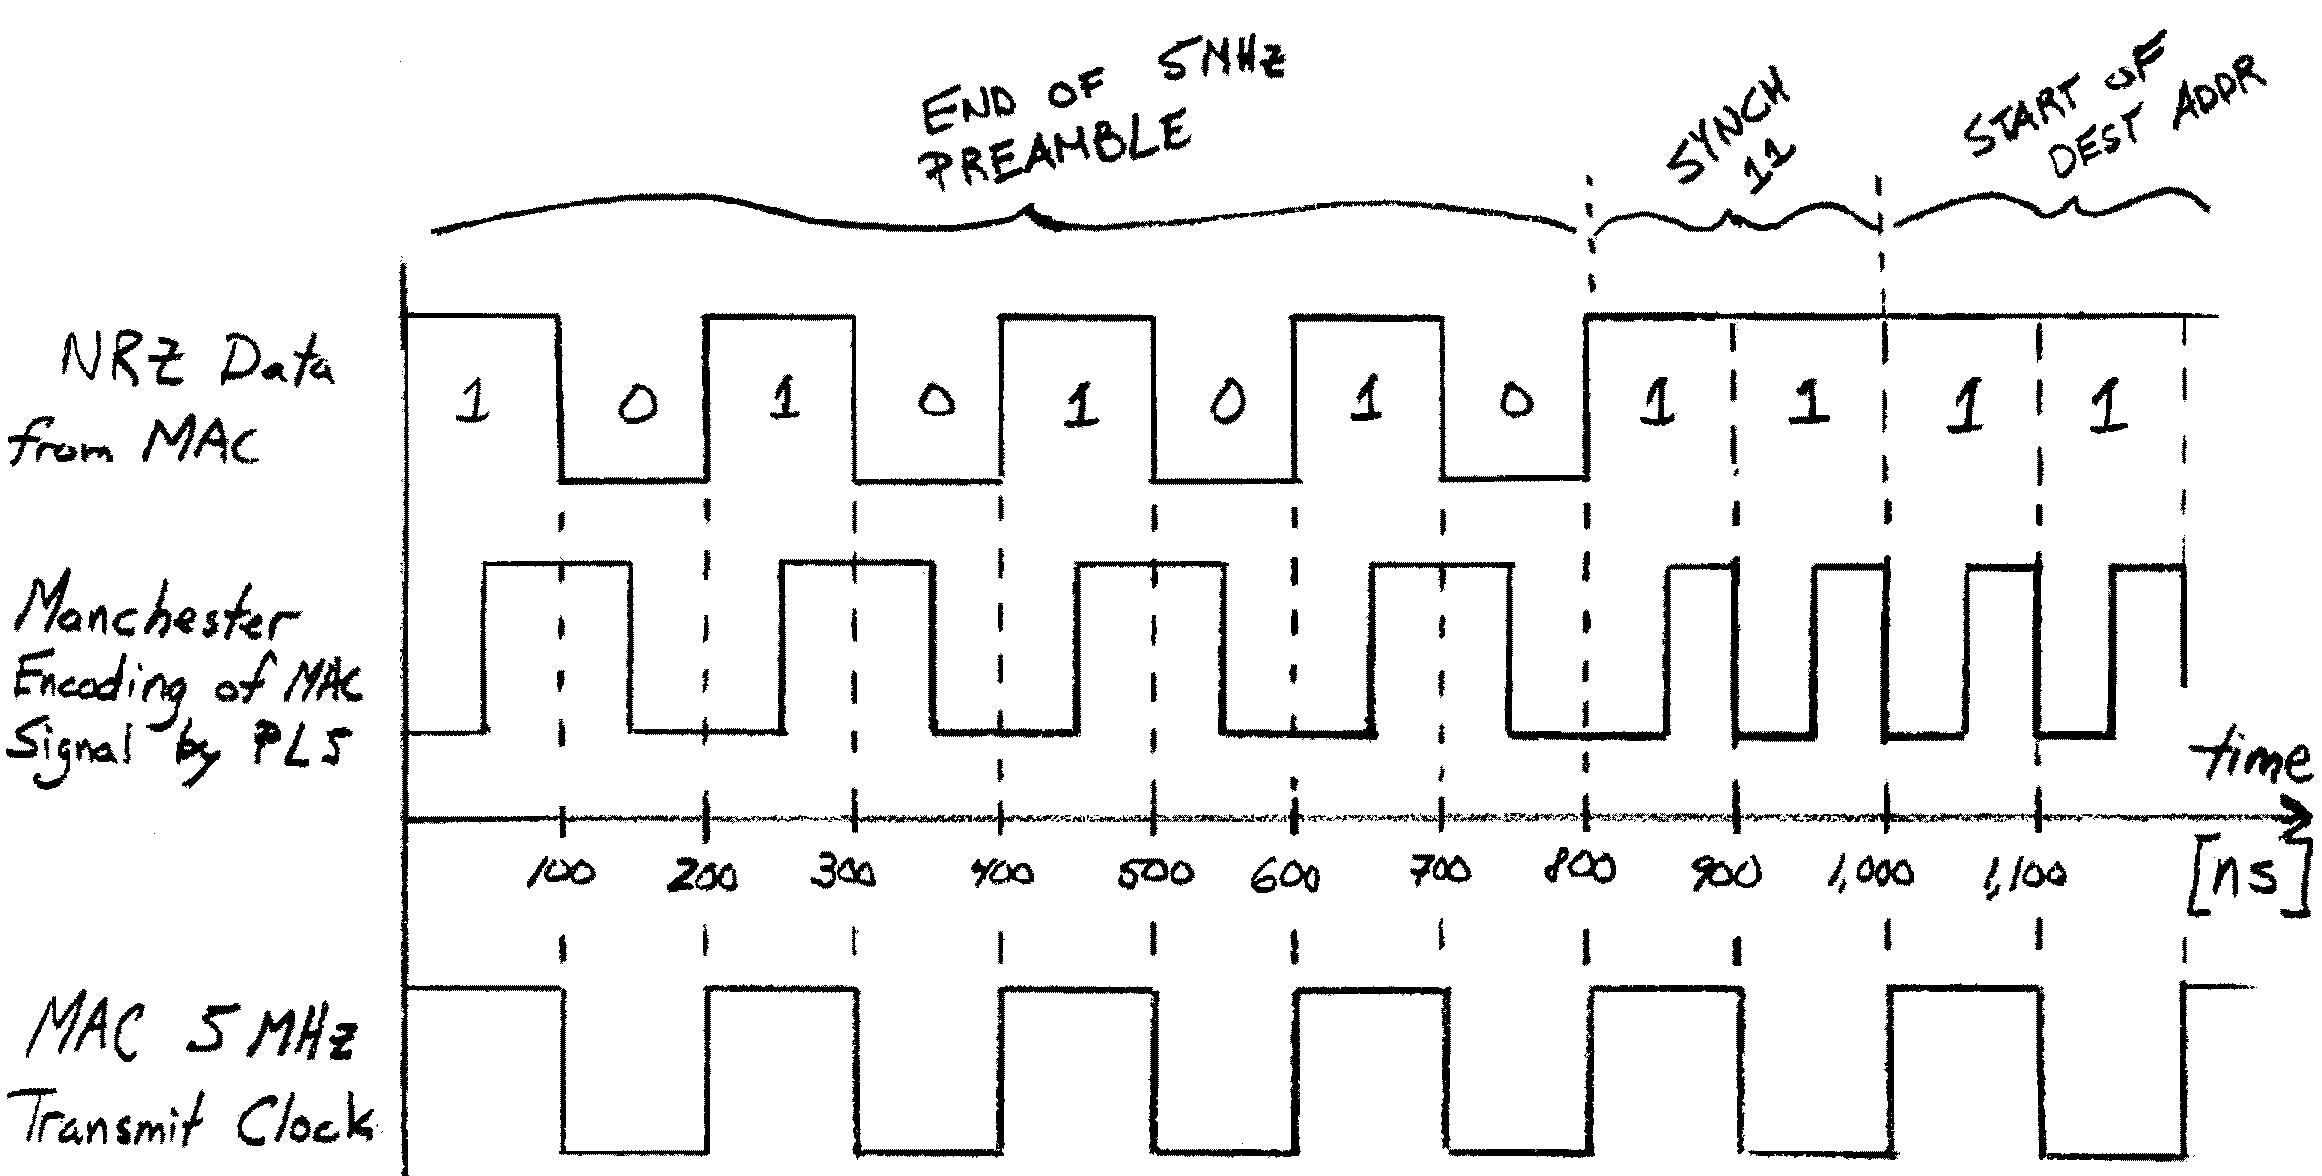 END OF 5MHz
PREAMBLE
SYNCH
11
START OF
DEST ADDR
NRZ Data
from MAC
1 0 1 0 1 0 1 0 1 1 1 1
Manchester
Encoding of MAC
Signal by PLS
time
100 200 300 400 500 600 700 800 900 1,000 1,100
[ns]
MAC 5 MHz
Transmit Clock